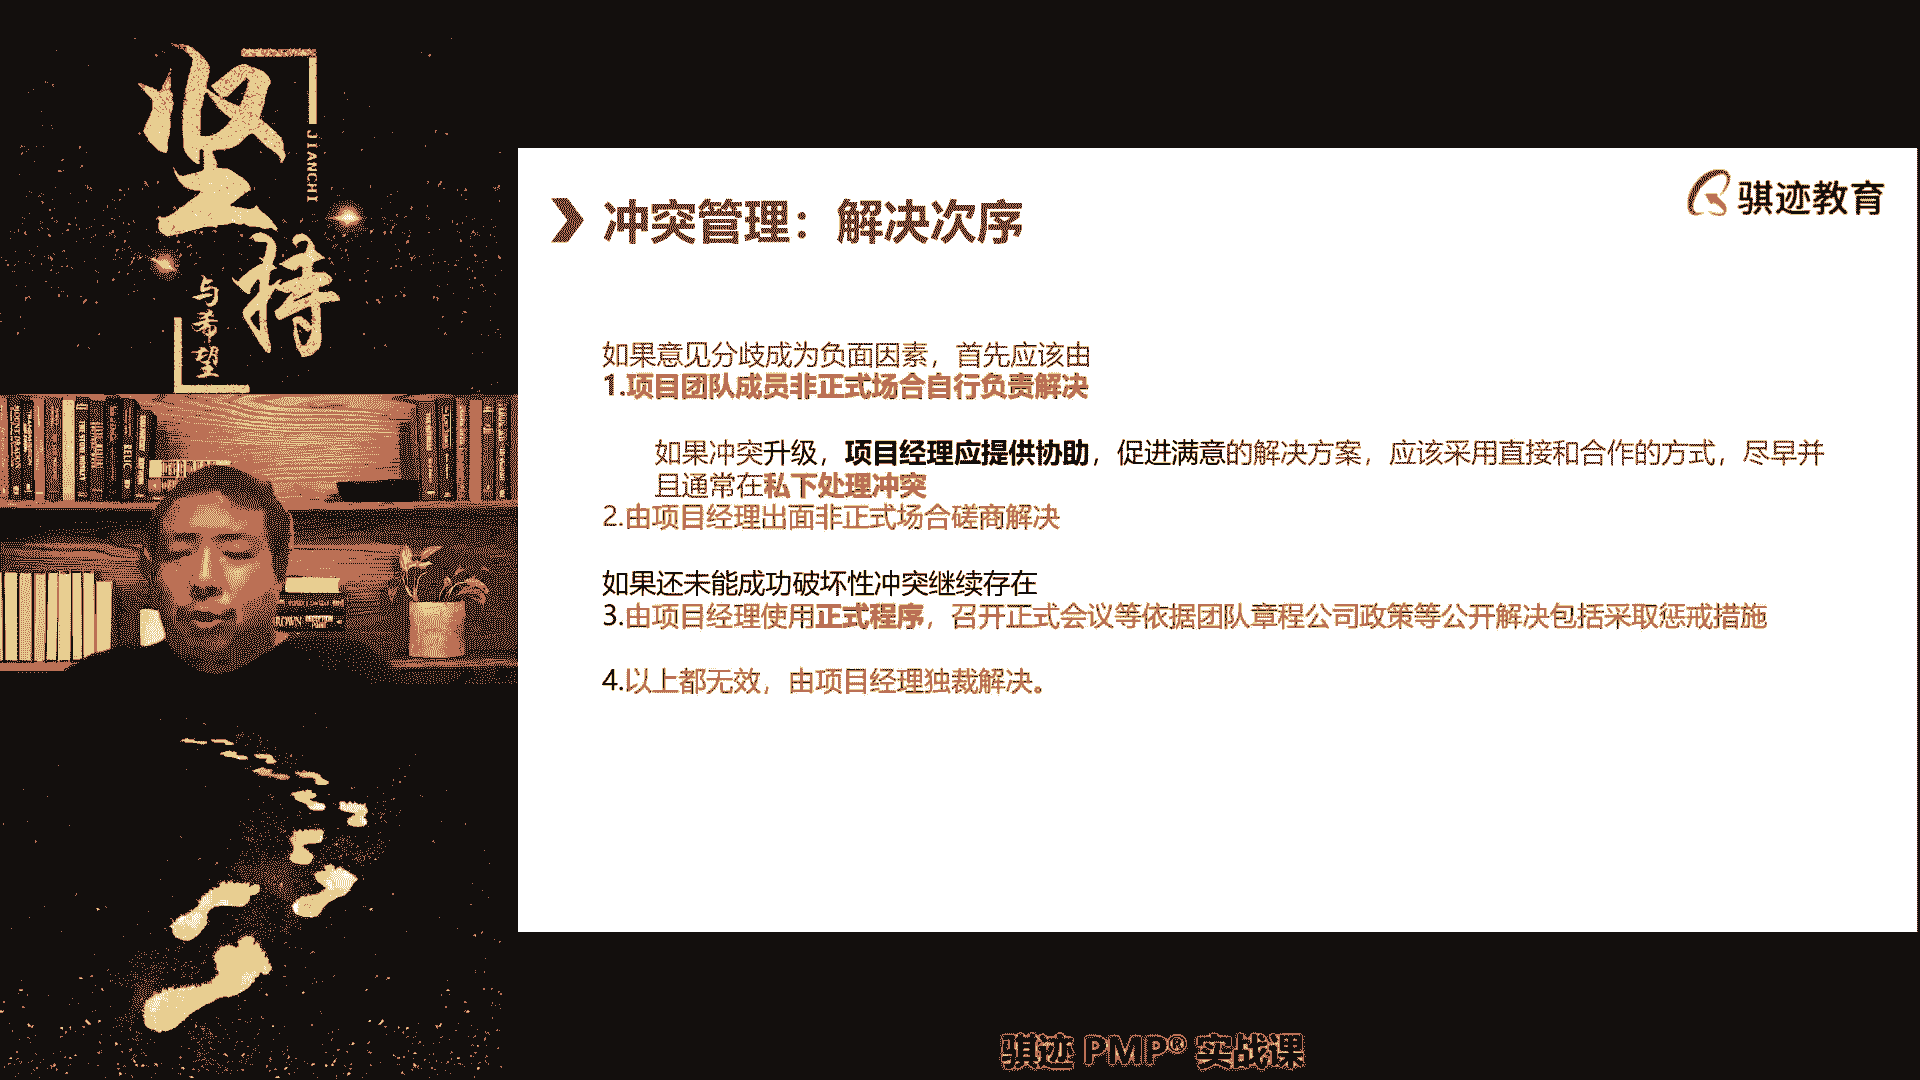 坚持
JIANCHI
与希望
骐迹教育
冲突管理：解决次序
如果意见分歧成为负面因素，首先应该由
1.项目团队成员非正式场合自行负责解决
如果冲突升级，项目经理应提供协助，促进满意的解决方案，应该采用直接和合作的方式，尽早并
且通常在私下处理冲突
2.由项目经理出面非正式场合磋商解决
如果还未能成功破坏性冲突继续存在
3.由项目经理使用正式程序，召开正式会议等依据团队章程公司政策等公开解决包括采取惩戒措施
4.以上都无效，由项目经理独裁解决。
骐迹 PMP® 实战课